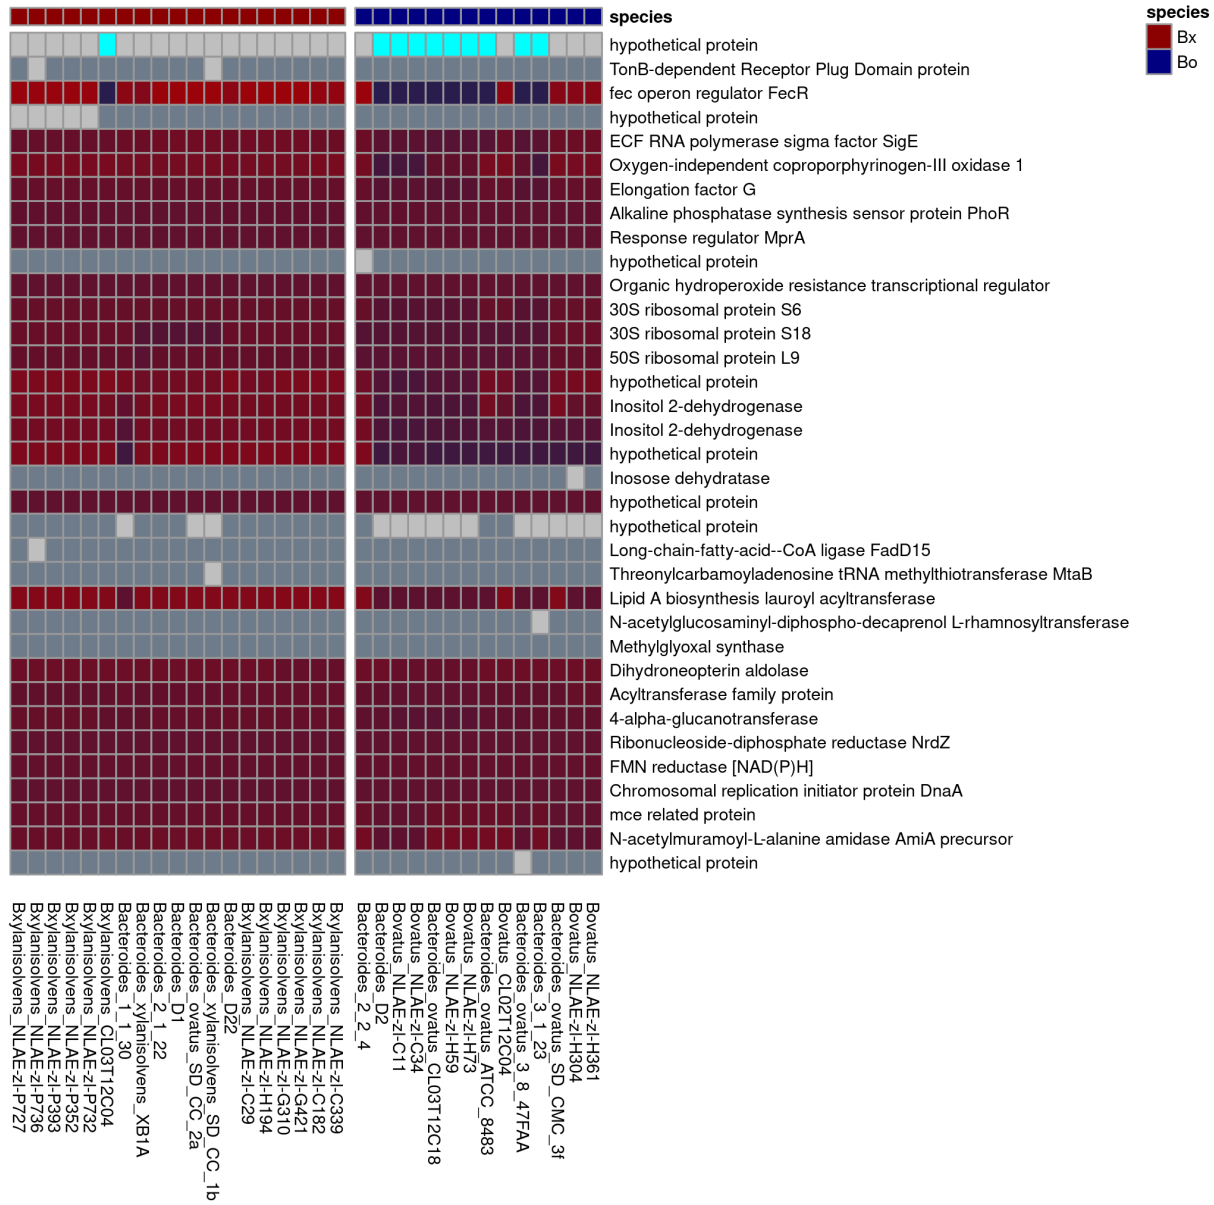 species
hypothetical protein
TonB-dependent Receptor Plug Domain protein
fec operon regulator FecR
hypothetical protein
ECF RNA polymerase sigma factor SigE
Oxygen-independent coproporphyrinogen-III oxidase 1
Elongation factor G
Alkaline phosphatase synthesis sensor protein PhoR
Response regulator MprA
hypothetical protein
Organic hydroperoxide resistance transcriptional regulator
30S ribosomal protein S6
30S ribosomal protein S18
50S ribosomal protein L9
hypothetical protein
Inositol 2-dehydrogenase
Inositol 2-dehydrogenase
hypothetical protein
Inosose dehydratase
hypothetical protein
hypothetical protein
Long-chain-fatty-acid--CoA ligase FadD15
Threonylcarbamoyladenosine tRNA methylthiotransferase MtaB
Lipid A biosynthesis lauroyl acyltransferase
N-acetylglucosaminyl-diphospho-decaprenol L-rhamnosyltransferase
Methylglyoxal synthase
Dihydroneopterin aldolase
Acyltransferase family protein
4-alpha-glucanotransferase
Ribonucleoside-diphosphate reductase NrdZ
FMN reductase [NAD(P)H]
Chromosomal replication initiator protein DnaA
mce related protein
N-acetylmuramoyl-L-alanine amidase AmiA precursor
hypothetical protein
species
Bx
Bo
Bxylanisolvens_NLAE-zl-P727
Bxylanisolvens_NLAE-zl-P736
Bxylanisolvens_NLAE-zl-P393
Bxylanisolvens_NLAE-zl-P352
Bxylanisolvens_NLAE-zl-P732
Bxylanisolvens_CL03T12C04
Bacteroides_1_1_30
Bacteroides_xylanisolvens_XB1A
Bacteroides_2_1_22
Bacteroides_D1
Bacteroides_ovatus_SD_CC_2a
Bacteroides_xylanisolvens_SD_CC_1b
Bacteroides_D22
Bxylanisolvens_NLAE-zl-C29
Bxylanisolvens_NLAE-zl-H194
Bxylanisolvens_NLAE-zl-G310
Bxylanisolvens_NLAE-zl-G421
Bxylanisolvens_NLAE-zl-C182
Bxylanisolvens_NLAE-zl-C339
Bacteroides_2_2_4
Bacteroides_D2
Bovatus_NLAE-zl-C11
Bovatus_NLAE-zl-C34
Bacteroides_ovatus_CL03T12C18
Bovatus_NLAE-zl-H59
Bovatus_NLAE-zl-H73
Bacteroides_ovatus_ATCC_8483
Bovatus_CL02T12C04
Bacteroides_ovatus_3_8_47FAA
Bacteroides_3_1_23
Bacteroides_ovatus_SD_CMC_3f
Bovatus_NLAE-zl-H304
Bovatus_NLAE-zl-H361